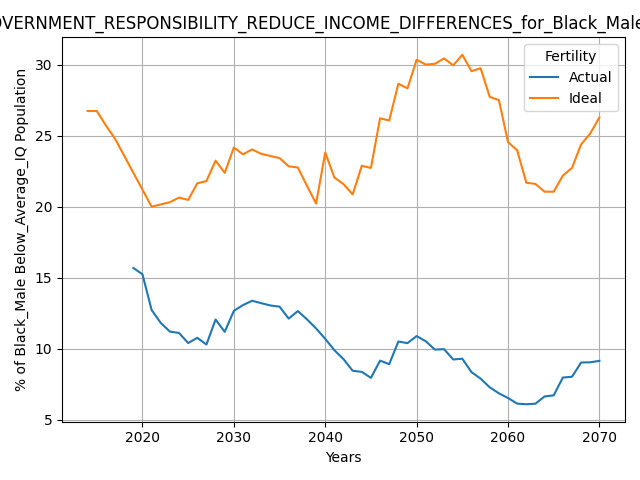 OVERNMENT_RESPONSIBILITY_REDUCE_INCOME_DIFFERENCES_for_Black_Male
Fertility
Actual
Ideal
% of Black_Male Below_Average_IQ Population
30
25
20
15
10
5
2020 2030 2040 2050 2060 2070
Years